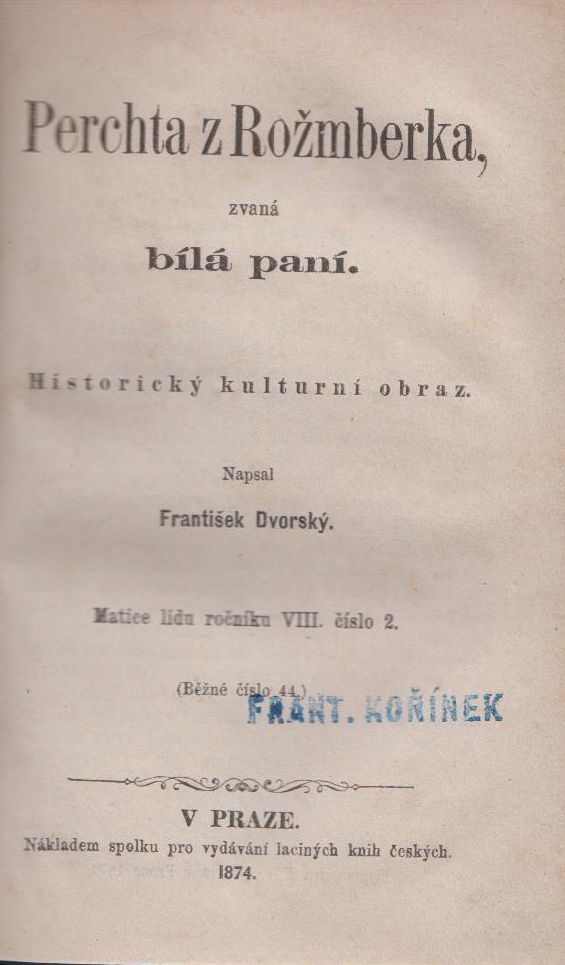 Perchta z Rožmberka,
zvaná
bílá paní.
Historický kulturní obraz.
Napsal
František Dvorský.
Matice lidu ročníku VIII. číslo 2.
(Běžné číslo 44.)
FRANT. KOŘÍNEK
V PRAZE.
Nákladem spolku pro vydávání laciných knih českých.
1874.